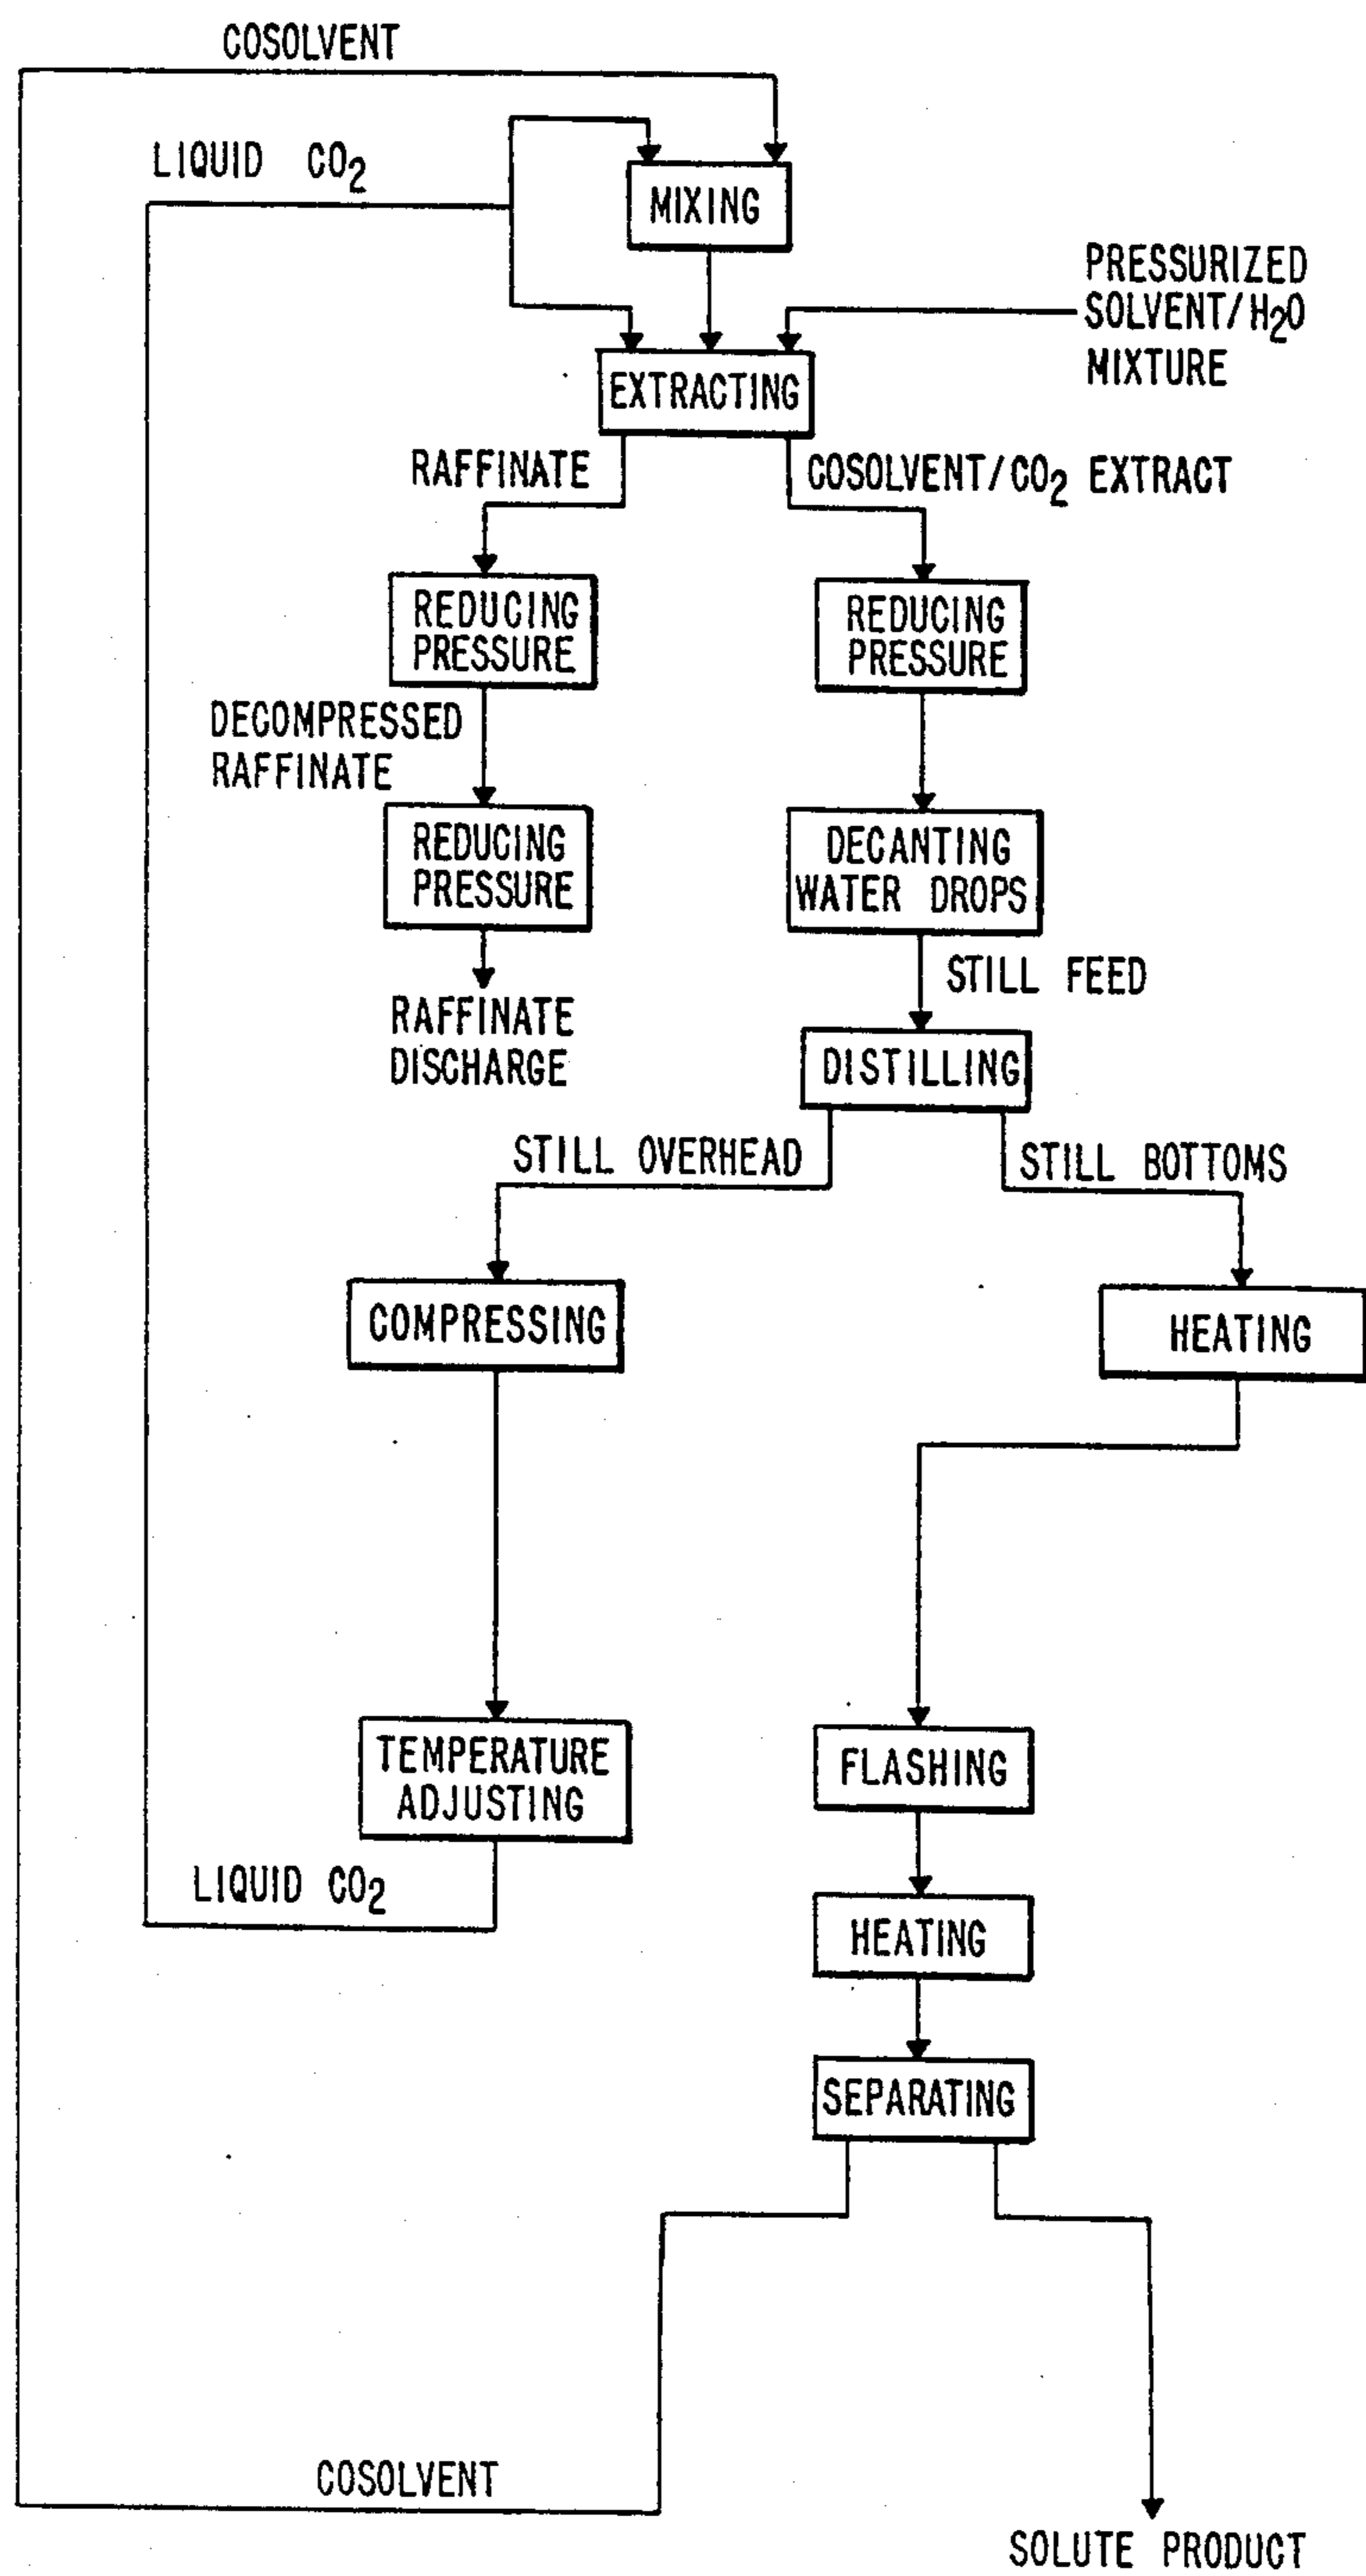 COSOLVENT
LIQUID CO2
MIXING
PRESSURIZED
SOLVENT/H2O
MIXTURE
EXTRACTING
RAFFINATE
COSOLVENT/CO2 EXTRACT
REDUCING
PRESSURE
REDUCING
PRESSURE
DECOMPRESSED
RAFFINATE
REDUCING
PRESSURE
DECANTING
WATER DROPS
STILL FEED
RAFFINATE
DISCHARGE
DISTILLING
STILL OVERHEAD
STILL BOTTOMS
COMPRESSING
HEATING
TEMPERATURE
ADJUSTING
FLASHING
LIQUID CO2
HEATING
SEPARATING
COSOLVENT
SOLUTE PRODUCT